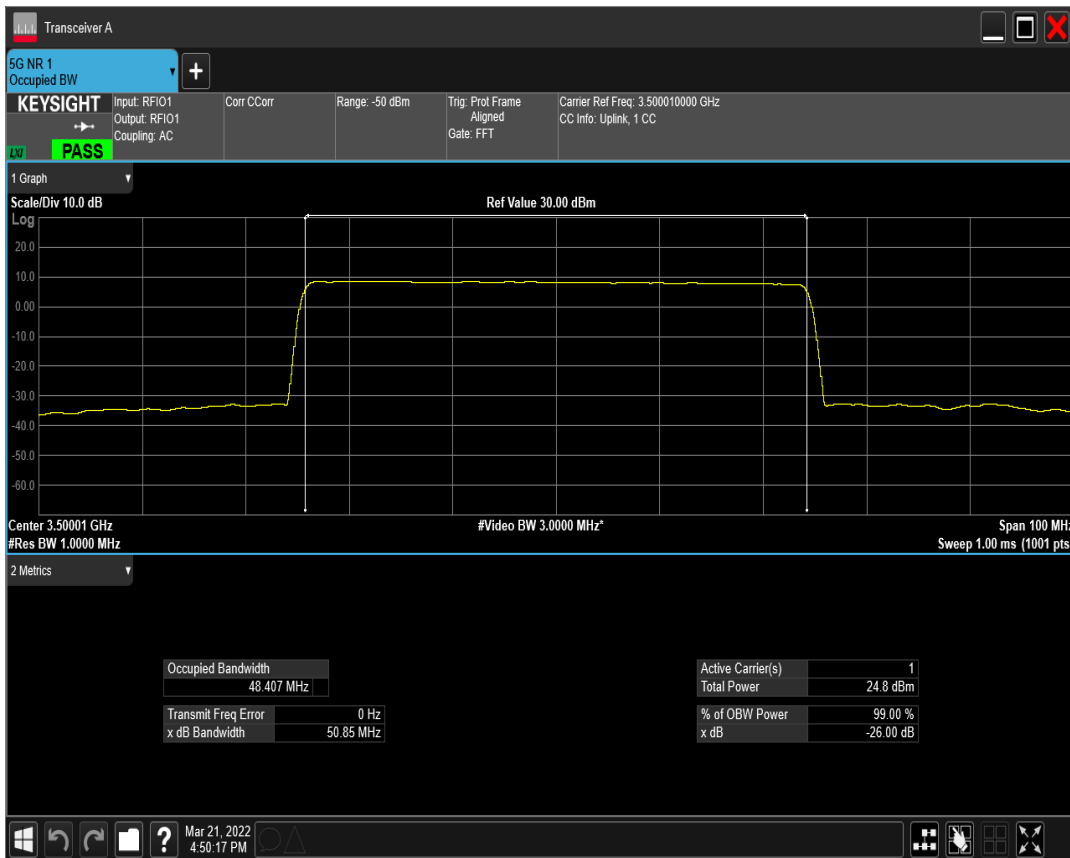 Transceiver A
5G NR 1
Occupied BW
+
KEYSIGHT
LXI
PASS
Input: RFIO1
Output: RFIO1
Coupling: AC
Corr CCorr
Range: -50 dBm
Trig: Prot Frame
Aligned
Gate: FFT
Carrier Ref Freq: 3.500010000 GHz
CC Info: Uplink, 1 CC
1 Graph
Scale/Div 10.0 dB
Ref Value 30.00 dBm
Log
20.0
10.0
0.00
-10.0
-20.0
-30.0
-40.0
-50.0
-60.0
Center 3.50001 GHz
#Video BW 3.0000 MHz*
Span 100 MHz
#Res BW 1.0000 MHz
Sweep 1.00 ms (1001 pts
2 Metrics
Occupied Bandwidth
48.407 MHz
Transmit Freq Error 0 Hz
x dB Bandwidth 50.85 MHz
Active Carrier(s) 1
Total Power 24.8 dBm
% of OBW Power 99.00 %
x dB -26.00 dB
?
Mar 21, 2022
4:50:17 PM